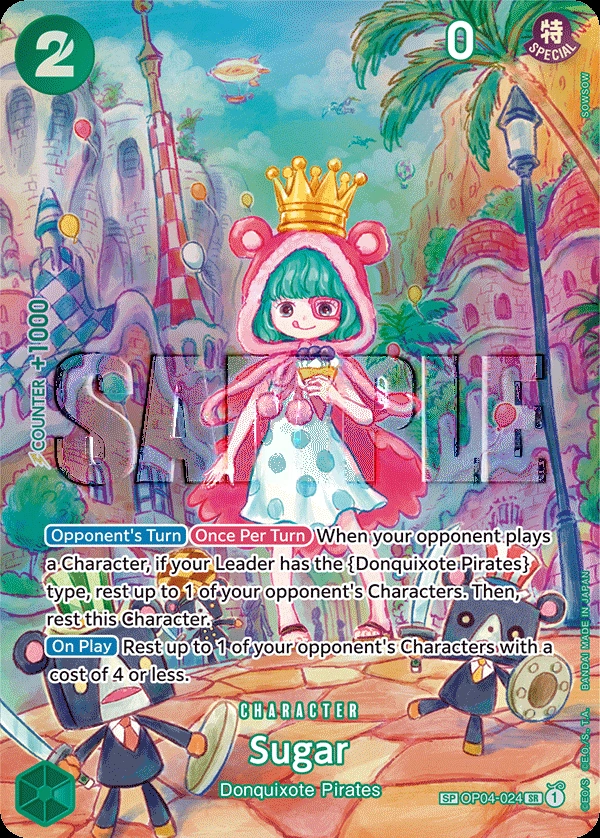 2
0
特
SPECIAL
SOWSOW
COUNTER +1000
SAMPLE
Opponent's Turn Once Per Turn When your opponent plays
a Character, if your Leader has the {Donquixote Pirates}
type, rest up to 1 of your opponent's Characters. Then,
rest this Character.
On Play Rest up to 1 of your opponent's Characters with a
cost of 4 or less.
CHARACTER
Sugar
Donquixote Pirates
SP OP04-024 SR 1
©E.O/S. ©E.O./S.,T.A. BANDAI MADE IN JAPAN